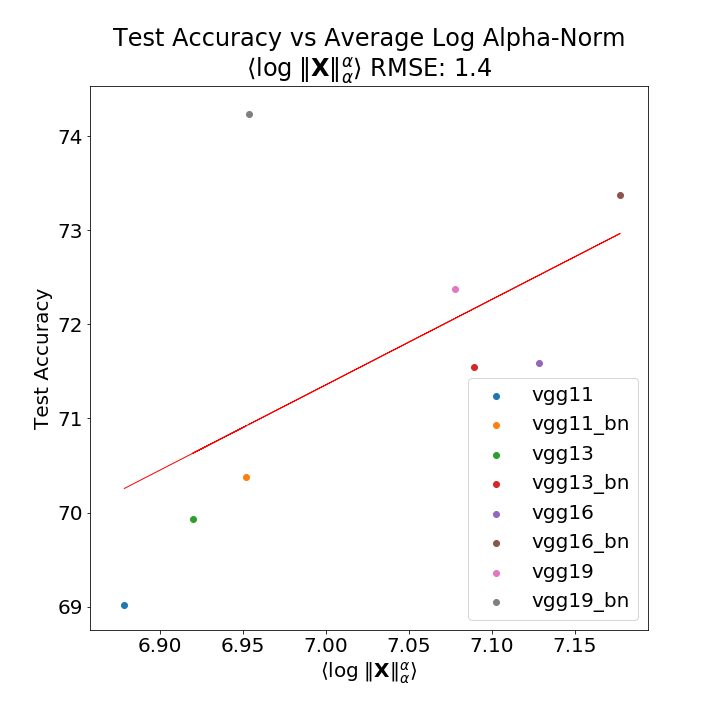 Test Accuracy vs Average Log Alpha-Norm
⟨log ‖X‖αα⟩ RMSE: 1.4
74
73
72
71
70
69
Test Accuracy
vgg11
vgg11_bn
vgg13
vgg13_bn
vgg16
vgg16_bn
vgg19
vgg19_bn
6.90 6.95 7.00 7.05 7.10 7.15
⟨log ‖X‖αα⟩